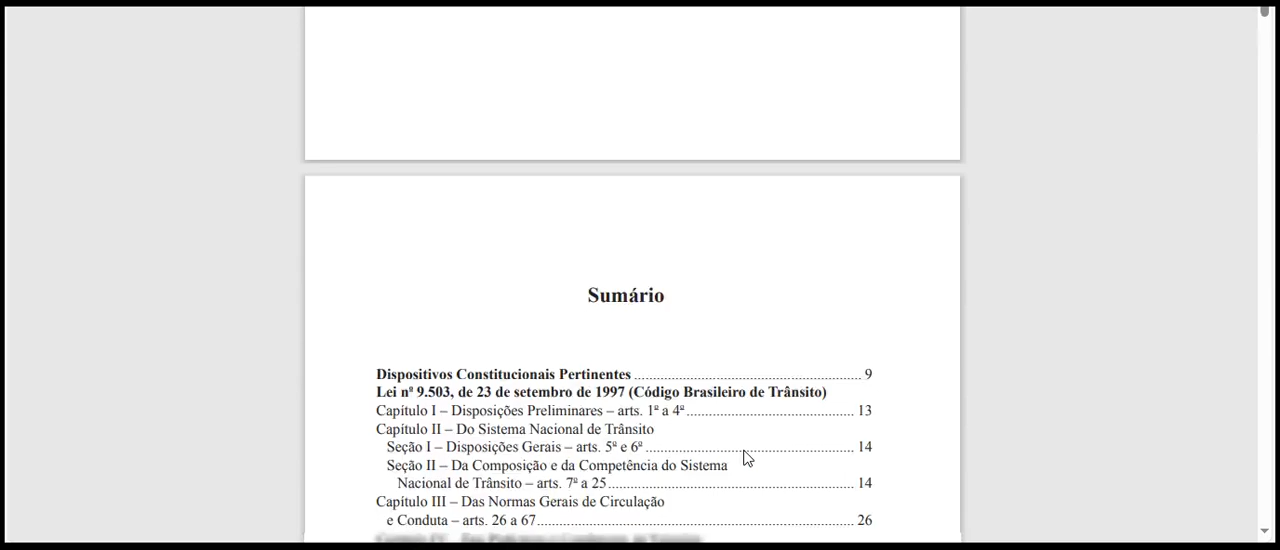 Sumário
Dispositivos Constitucionais Pertinentes ........ 9
Lei nº 9.503, de 23 de setembro de 1997 (Código Brasileiro de Trânsito)
Capítulo I – Disposições Preliminares – arts. 1º a 4º ........ 13
Capítulo II – Do Sistema Nacional de Trânsito
Seção I – Disposições Gerais – arts. 5º e 6º ........ 14
Seção II – Da Composição e da Competência do Sistema
Nacional de Trânsito – arts. 7º a 25 ........ 14
Capítulo III – Das Normas Gerais de Circulação
e Conduta – arts. 26 a 67 ........ 26